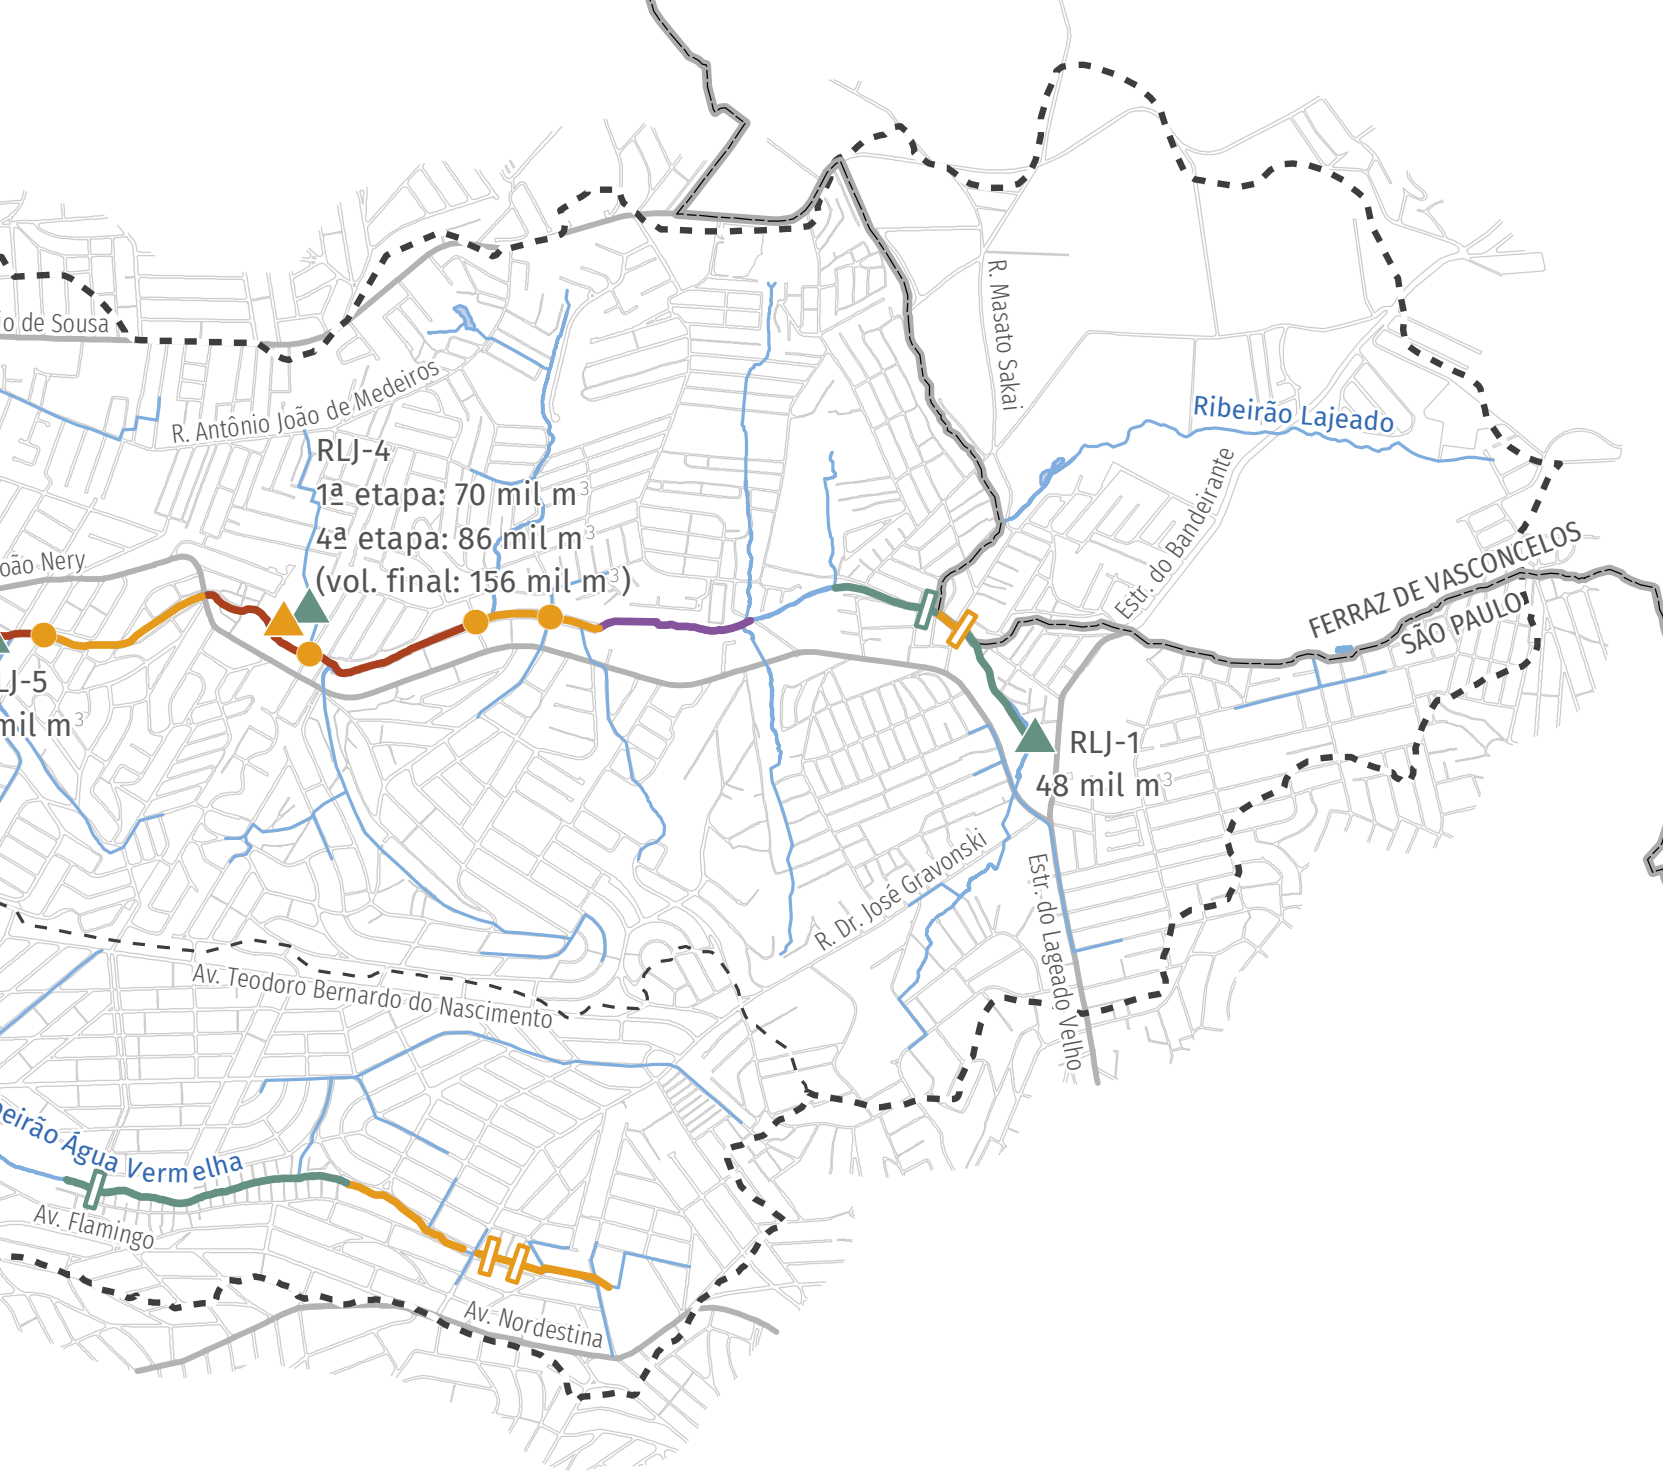 R. Masato Sakai
o de Sousa
R. Antônio João de Medeiros
Ribeirão Lajeado
RLJ-4
1ª etapa: 70 mil m³
4ª etapa: 86 mil m³
(vol. final: 156 mil m³)
oão Nery
Estr. do Bandeirante
FERRAZ DE VASCONCELOS
SÃO PAULO
LJ-5
mil m³
RLJ-1
48 mil m³
R. Dr. José Gravonski
Estr. do Lageado Velho
Av. Teodoro Bernardo do Nascimento
beirão Água Vermelha
Av. Flamingo
Av. Nordestina